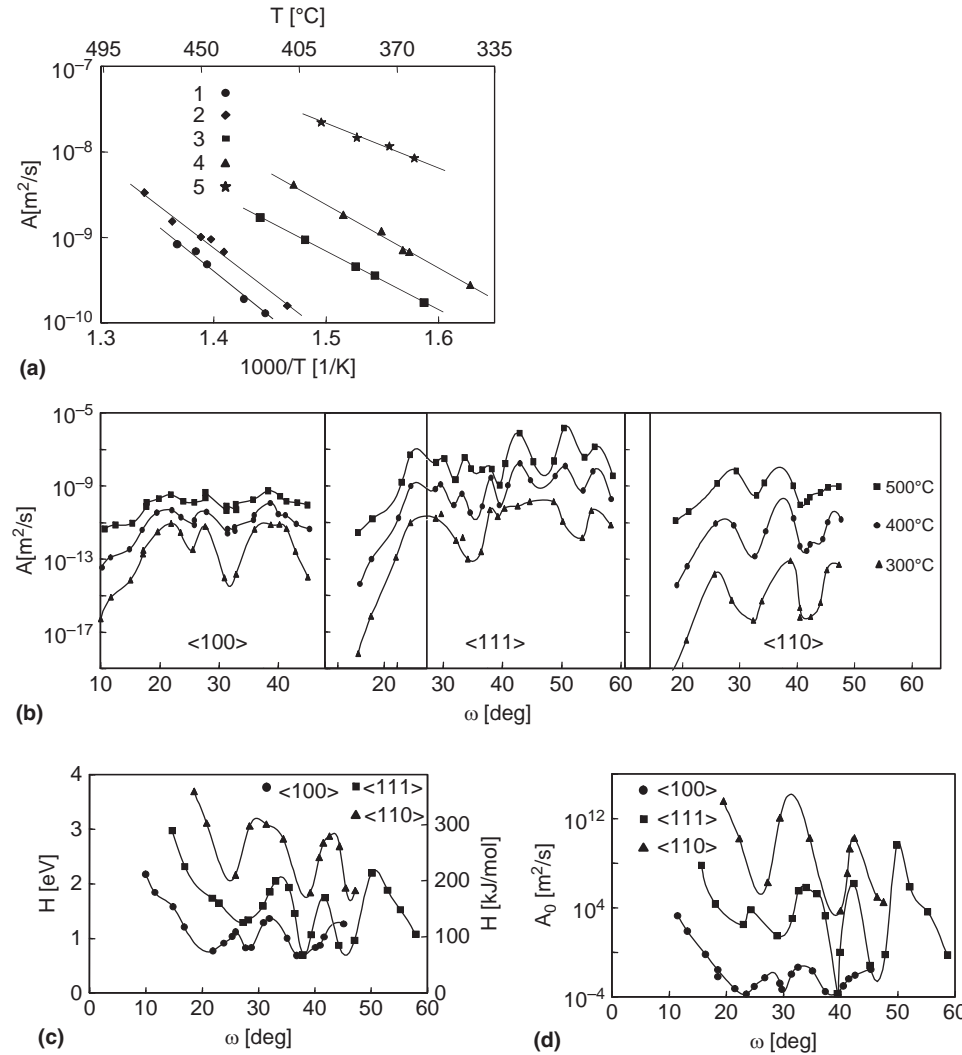 T [°C]
495 450 405 370 335
10⁻⁷
10⁻⁸
10⁻⁹
10⁻¹⁰
A[m²/s]
1
2
3
4
5
1.3 1.4 1.5 1.6
1000/T [1/K]
(a)
10⁻⁵
10⁻⁹
10⁻¹³
10⁻¹⁷
A[m²/s]
500°C
400°C
300°C
<100> <111> <110>
10 20 30 40 50 20 30 40 50 60 20 30 40 50 60
ω [deg]
(b)
4
3
2
1
0
H [eV]
<100> <111>
<110>
300
200
100
0
H [kJ/mol]
0 10 20 30 40 50 60
ω [deg]
(c)
10¹²
10⁴
10⁻⁴
A₀ [m²/s]
<100>
<111>
<110>
0 10 20 30 40 50 60
ω [deg]
(d)